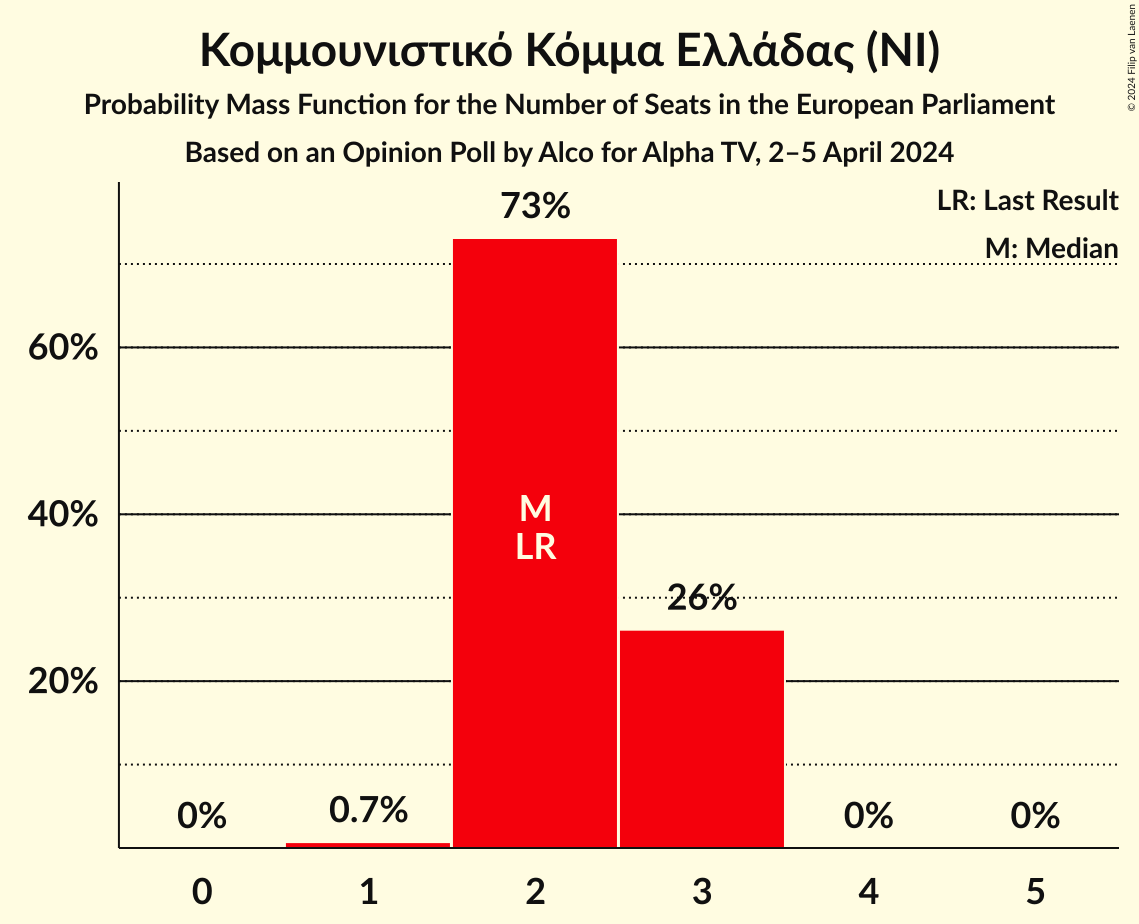 Κομμουνιστικό Κόμμα Ελλάδας (NI)
Probability Mass Function for the Number of Seats in the European Parliament
Based on an Opinion Poll by Alco for Alpha TV, 2–5 April 2024
© 2024 Filip van Laenen
LR: Last Result
M: Median
73%
60%
40%
20%
M
LR
26%
0%
0.7%
0%
0%
0
1
2
3
4
5